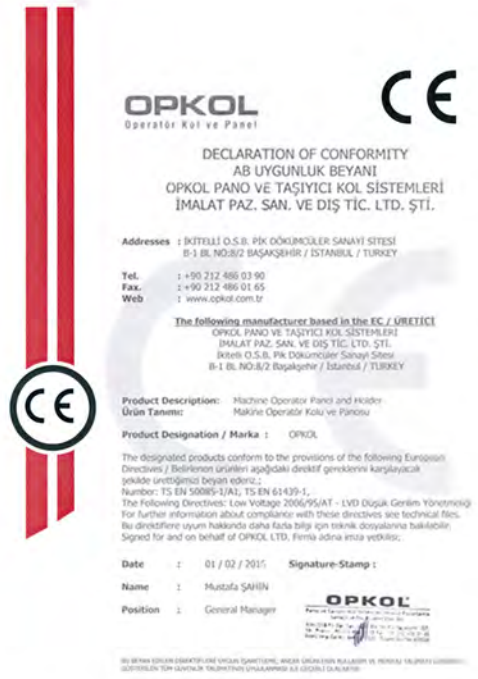 CE
OPKOL
Operatör Kol ve Panel
DECLARATION OF CONFORMITY
AB UYGUNLUK BEYANI
OPKOL PANO VE TAŞIYICI KOL SİSTEMLERİ
İMALAT PAZ. SAN. VE DIŞ TİC. LTD. ŞTİ.
Addresses : İKİTELLİ O.S.B. PİK DÖKÜMCÜLER SANAYİ SİTESİ
B-1 BL NO:8/2 BAŞAKŞEHİR / İSTANBUL / TURKEY
Tel. : +90 212 486 03 90
Fax. : +90 212 486 01 65
Web : www.opkol.com.tr
The following manufacturer based in the EC / ÜRETİCİ
OPKOL PANO VE TAŞIYICI KOL SİSTEMLERİ
İMALAT PAZ. SAN. VE DIŞ TİC. LTD. ŞTİ.
İkitelli O.S.B. Pik Dökümcüler Sanayi Sitesi
B-1 BL NO:8/2 Başakşehir / İstanbul / TURKEY
CE
Product Description: Machine Operator Panel and Holder
Ürün Tanımı: Makine Operatör Kolu ve Panosu
Product Designation / Marka : OPKOL
The designated products conform to the provisions of the following European
Directives / Belirlenen ürünleri aşağıdaki direktif gereklerini karşılayacak
şekilde ürettiğimizi beyan ederiz.;
Number: TS EN 50085-1/A1, TS EN 61439-1,
The Following Directives: Low Voltage 2006/95/AT - LVD Düşük Gerilim Yönetmeliği
For further information about compliance with these directives see technical files.
Bu direktiflere uyum hakkında daha fazla bilgi için teknik dosyalarına bakılabilir.
Signed for and on behalf of OPKOL LTD. Firma adına imza yetkilisi;
Date : 01 / 02 / 2015 Signature-Stamp :
Name : Mustafa ŞAHİN
Position : General Manager
OPKOL